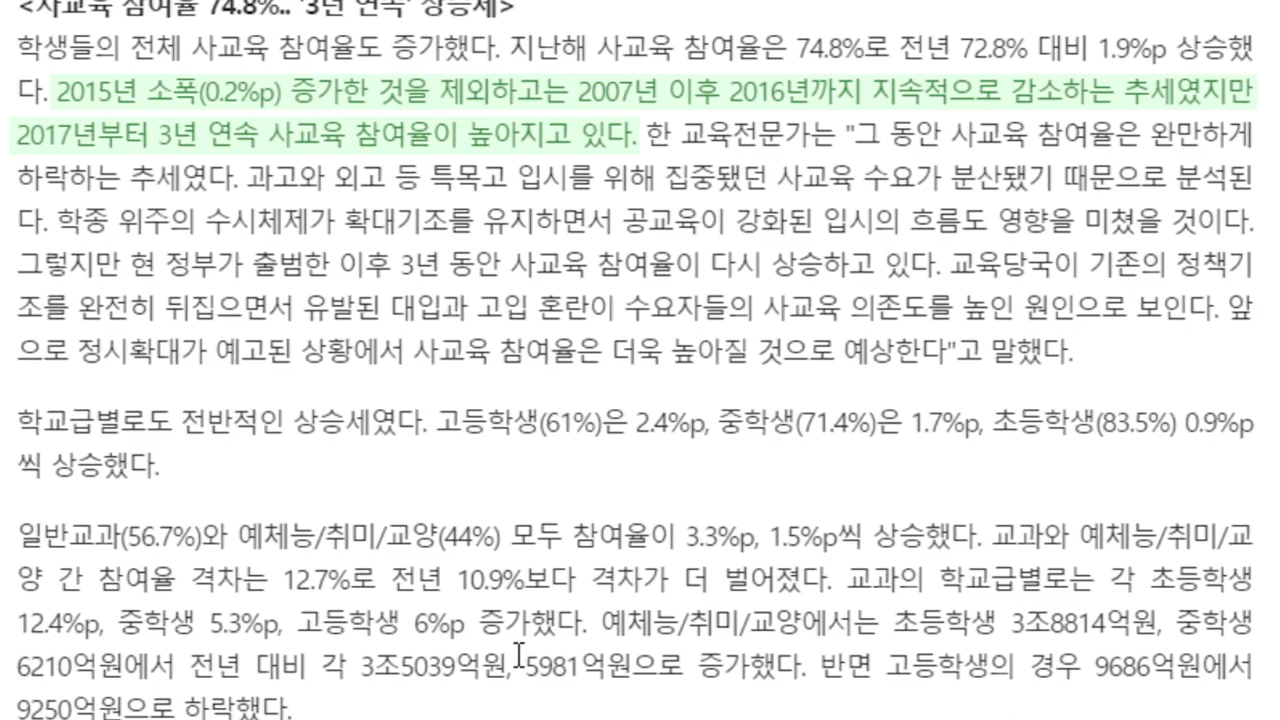 <사교육 참여율 74.8%.. '3년 연속' 상승세>
학생들의 전체 사교육 참여율도 증가했다. 지난해 사교육 참여율은 74.8%로 전년 72.8% 대비 1.9%p 상승했
다. 2015년 소폭(0.2%p) 증가한 것을 제외하고는 2007년 이후 2016년까지 지속적으로 감소하는 추세였지만
2017년부터 3년 연속 사교육 참여율이 높아지고 있다. 한 교육전문가는 "그 동안 사교육 참여율은 완만하게
하락하는 추세였다. 과고와 외고 등 특목고 입시를 위해 집중됐던 사교육 수요가 분산됐기 때문으로 분석된
다. 학종 위주의 수시체제가 확대기조를 유지하면서 공교육이 강화된 입시의 흐름도 영향을 미쳤을 것이다.
그렇지만 현 정부가 출범한 이후 3년 동안 사교육 참여율이 다시 상승하고 있다. 교육당국이 기존의 정책기
조를 완전히 뒤집으면서 유발된 대입과 고입 혼란이 수요자들의 사교육 의존도를 높인 원인으로 보인다. 앞
으로 정시확대가 예고된 상황에서 사교육 참여율은 더욱 높아질 것으로 예상한다"고 말했다.
학교급별로도 전반적인 상승세였다. 고등학생(61%)은 2.4%p, 중학생(71.4%)은 1.7%p, 초등학생(83.5%) 0.9%p
씩 상승했다.
일반교과(56.7%)와 예체능/취미/교양(44%) 모두 참여율이 3.3%p, 1.5%p씩 상승했다. 교과와 예체능/취미/교
양 간 참여율 격차는 12.7%로 전년 10.9%보다 격차가 더 벌어졌다. 교과의 학교급별로는 각 초등학생
12.4%p, 중학생 5.3%p, 고등학생 6%p 증가했다. 예체능/취미/교양에서는 초등학생 3조8814억원, 중학생
6210억원에서 전년 대비 각 3조5039억원, 5981억원으로 증가했다. 반면 고등학생의 경우 9686억원에서
9250억원으로 하락했다.